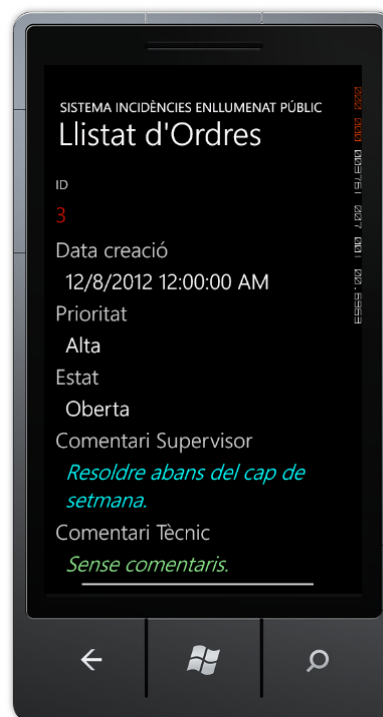 SISTEMA INCIDÈNCIES ENLLUMENAT PÚBLIC
Llistat d'Ordres
ID
3
Data creació
12/8/2012 12:00:00 AM
Prioritat
Alta
Estat
Oberta
Comentari Supervisor
Resoldre abans del cap de
setmana.
Comentari Tècnic
Sense comentaris.